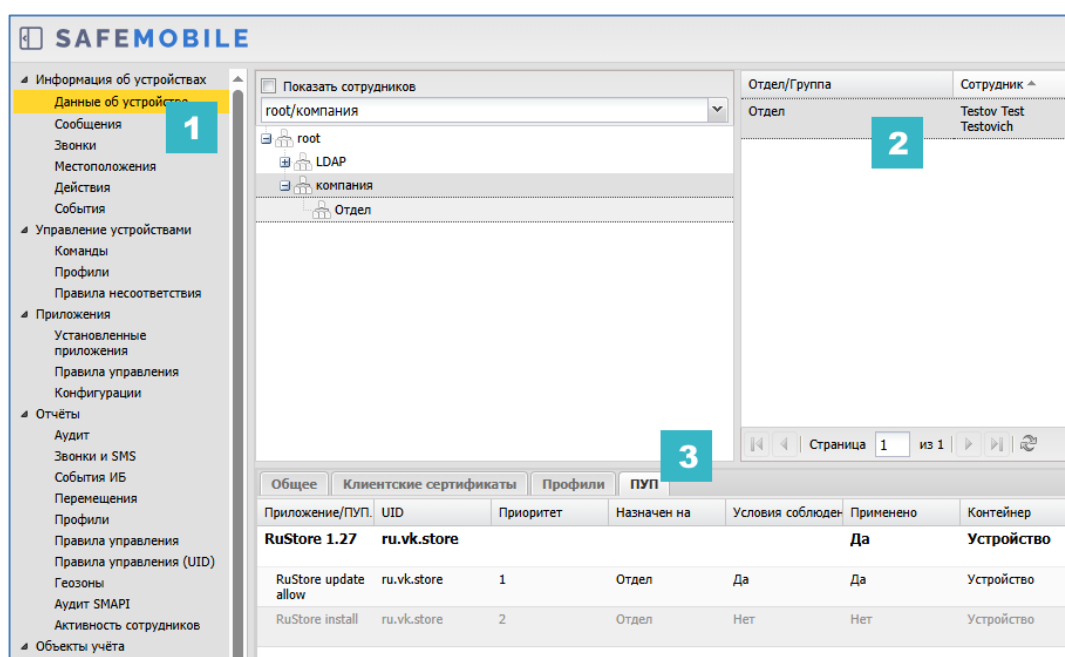 SAFEMOBILE
Информация об устройствах
Данные об устройстве
1
Сообщения
Звонки
Местоположения
Действия
События
Управление устройствами
Команды
Профили
Правила несоответствия
Приложения
Установленные
приложения
Правила управления
Конфигурации
Отчёты
Аудит
Звонки и SMS
События ИБ
Перемещения
Профили
Правила управления
Правила управления (UID)
Геозоны
Аудит SMAPI
Активность сотрудников
Объекты учёта
Показать сотрудников
root/компания
root
LDAP
компания
Отдел
Отдел/Группа Сотрудник
Отдел Testov Test
Testovich
2
Страница 1 из 1
3
Общее Клиентские сертификаты Профили ПУП
Приложение/ПУП. UID Приоритет Назначен на Условия соблюден Применено Контейнер
RuStore 1.27 ru.vk.store Да Устройство
RuStore update
allow ru.vk.store 1 Отдел Да Да Устройство
RuStore install ru.vk.store 2 Отдел Нет Нет Устройство